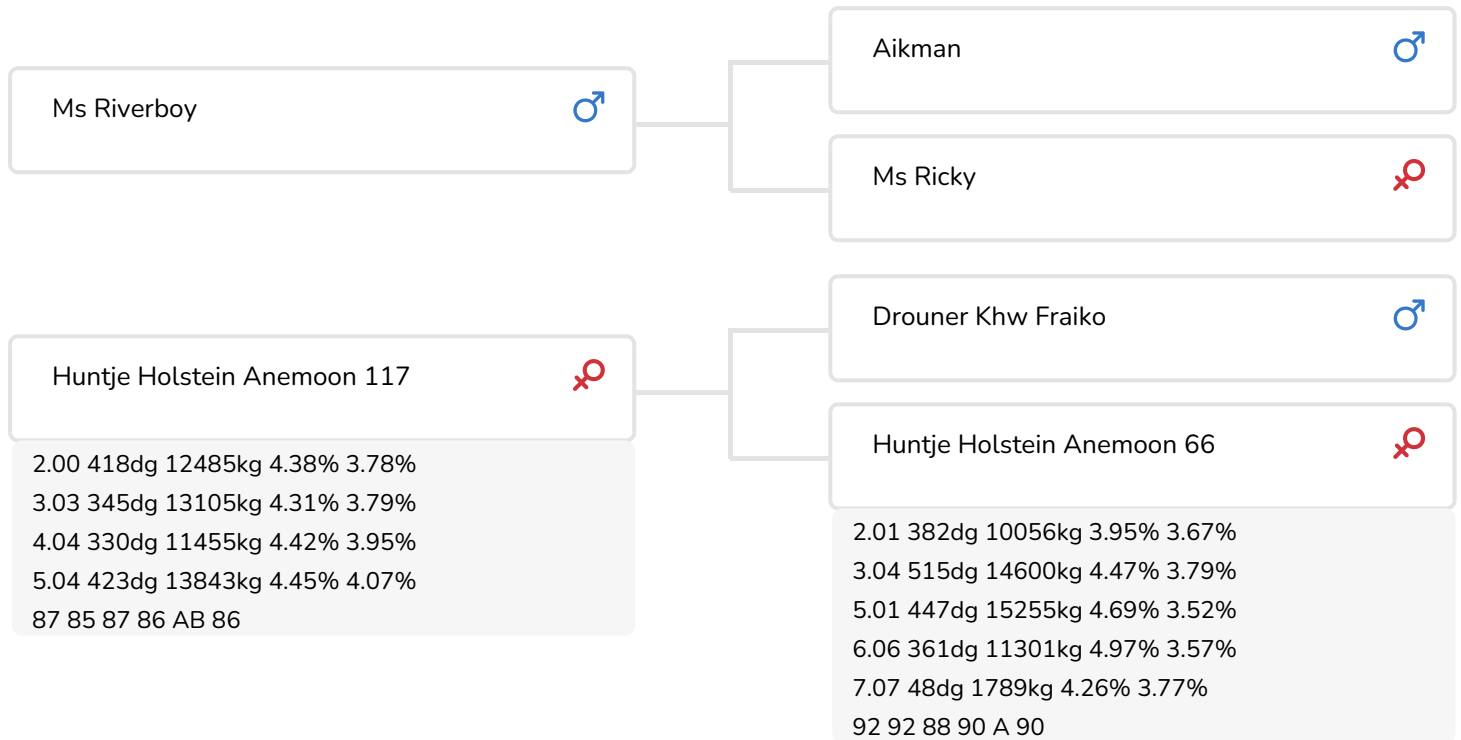 Ms Riverboy
Aikman
Ms Ricky
Huntje Holstein Anemoon 117
2.00 418dg 12485kg 4.38% 3.78%
3.03 345dg 13105kg 4.31% 3.79%
4.04 330dg 11455kg 4.42% 3.95%
5.04 423dg 13843kg 4.45% 4.07%
87 85 87 86 AB 86
Drouner Khw Fraiko
Huntje Holstein Anemoon 66
2.01 382dg 10056kg 3.95% 3.67%
3.04 515dg 14600kg 4.47% 3.79%
5.01 447dg 15255kg 4.69% 3.52%
6.06 361dg 11301kg 4.97% 3.57%
7.07 48dg 1789kg 4.26% 3.77%
92 92 88 90 A 90